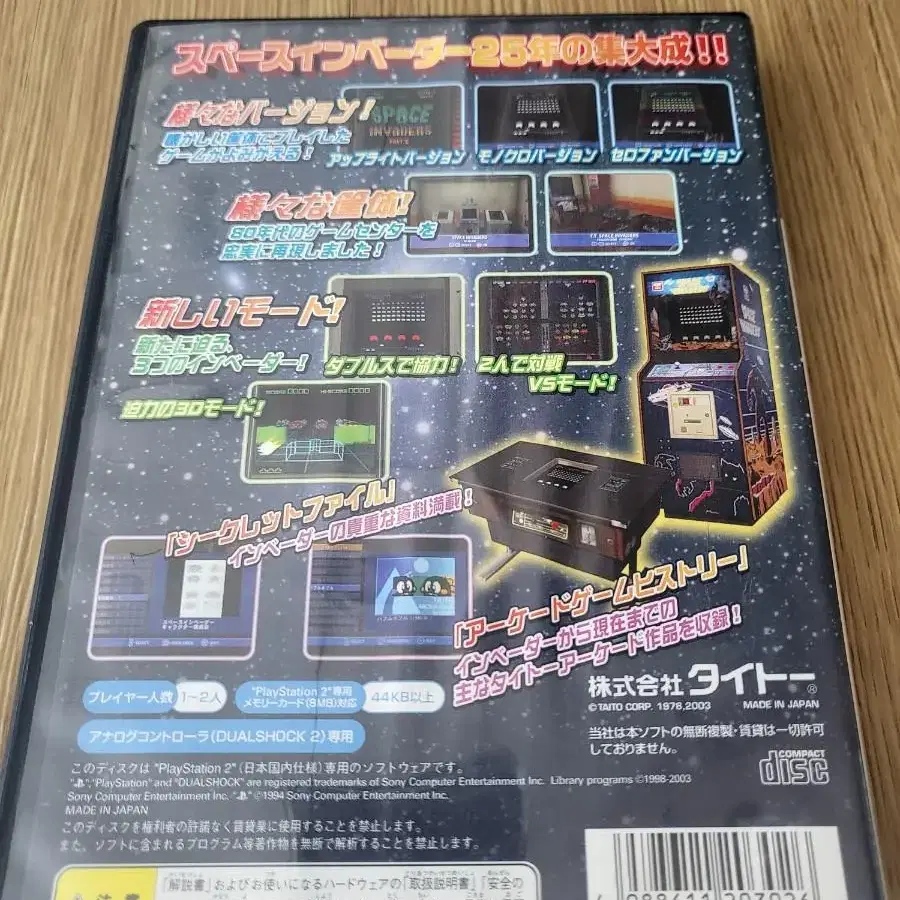 スペースインベーダー25年の集大成!!
様々なバージョン!
懐かしい筐体でプレイした
ゲームがよみがえる!
SPACE
INVADERS
PART II
アップライトバージョン
モノクロバージョン
セロファンバージョン
様々な筐体!
80年代のゲームセンターを
忠実に再現しました!
SPACE INVADERS
T.T. SPACE INVADERS
新しいモード!
新たに迫る、
3つのインベーダー!
ダブルスで協力!
2人で対戦
VSモード!
迫力の3Dモード!
「シークレットファイル」
インベーダーの貴重な資料満載!
スペースインベーダー
「アーケードゲームヒストリー」
インベーダーから現在までの
主なタイトーアーケード作品を収録!
プレイヤー人数 1~2人
"PlayStation 2"専用
メモリーカード(8MB)対応
44KB以上
アナログコントローラ(DUALSHOCK 2)専用
株式会社 タイトー®
©TAITO CORP. 1978,2003 MADE IN JAPAN
当社は本ソフトの無断複製・賃貸は一切許可
しておりません。
COMPACT
disc
このディスクは "PlayStation 2" (日本国内仕様) 専用のソフトウェアです。
" ","PlayStation" and "DUALSHOCK" are registered trademarks of Sony Computer Entertainment Inc. Library programs ©1998-2003
Sony Computer Entertainment Inc. " " ©1994 Sony Computer Entertainment Inc.
MADE IN JAPAN
このディスクを権利者の許諾なく賃貸業に使用することを禁止します。
また、ソフトに含まれるプログラム等著作物を無断で解析することを禁止します。
注意
「解説書」およびお使いになるハードウェアの「取扱説明書」「安全の